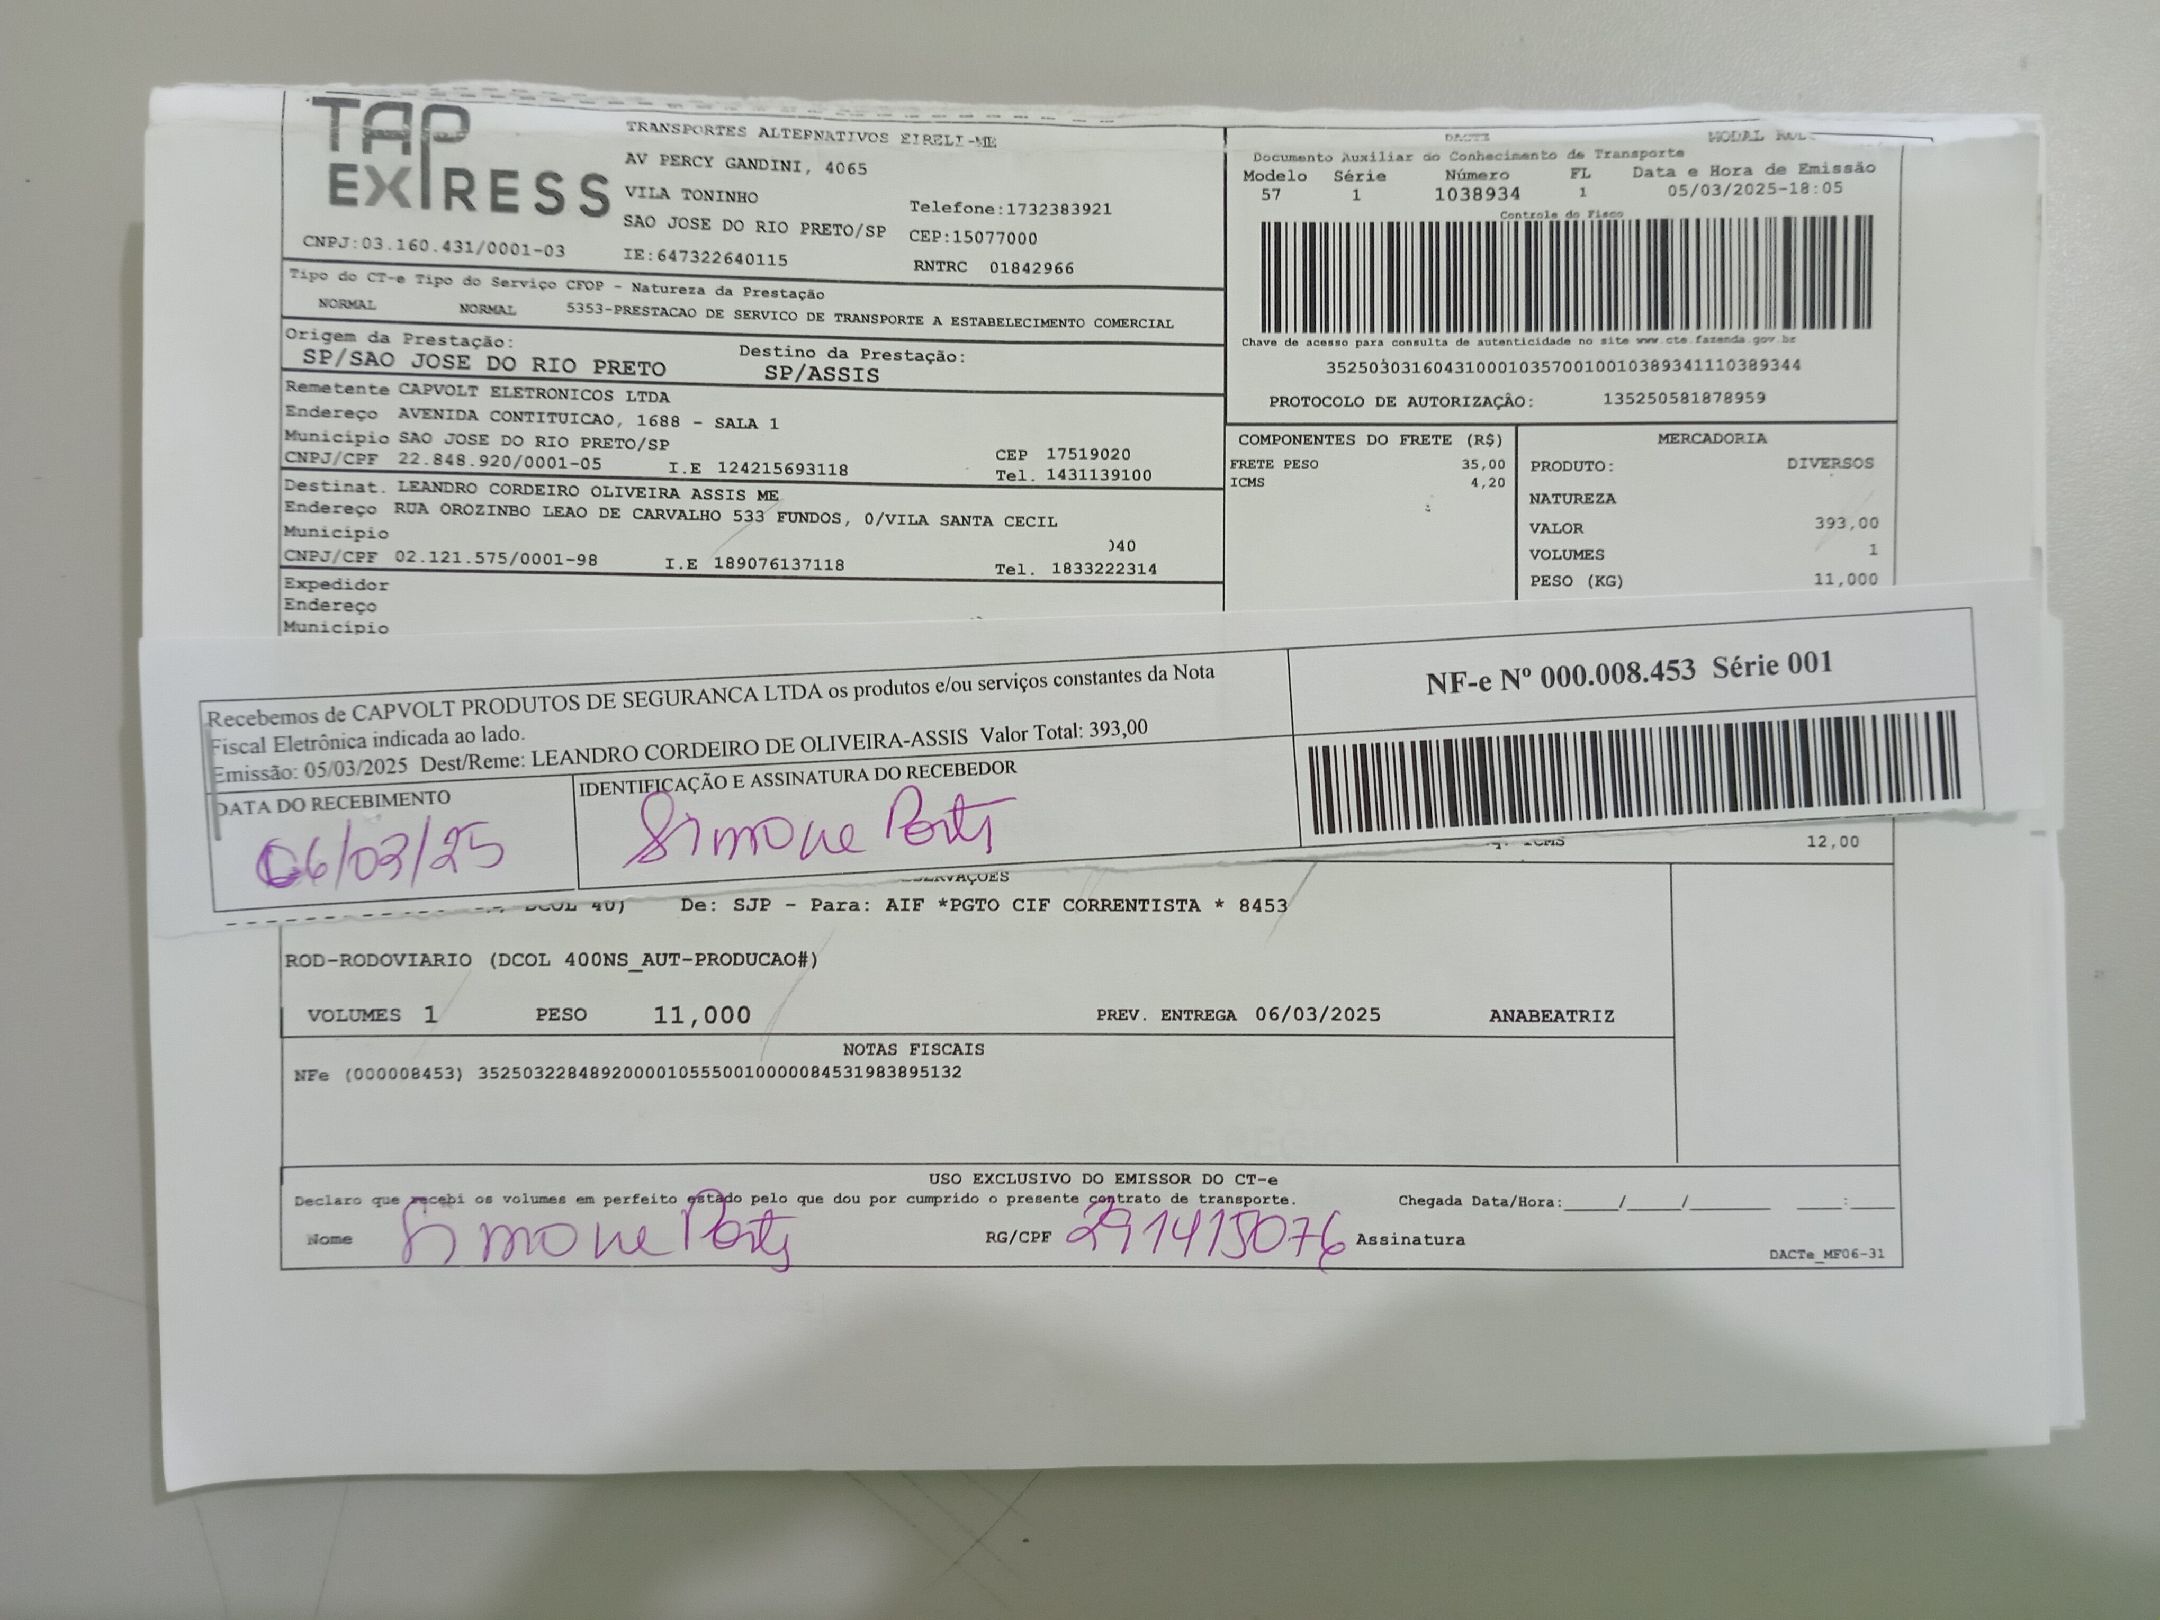 TAP EXPRESS
TRANSPORTES ALTERNATIVOS EIRELI-ME
AV PERCY GANDINI, 4065
VILA TONINHO
Telefone:1732383921
SAO JOSE DO RIO PRETO/SP CEP:15077000
CNPJ:03.160.431/0001-03 IE:647322640115 RNTRC 01842966
DACTE MODAL
Documento Auxiliar do Conhecimento de Transporte
Modelo Série Número FL Data e Hora de Emissão
57 1 1038934 1 05/03/2025-18:05
Controle do Fisco
Chave de acesso para consulta de autenticidade no site www.cte.fazenda.gov.br
35250303160431000103570010010389341110389344
PROTOCOLO DE AUTORIZAÇÃO: 135250581878959
Tipo do CT-e Tipo do Serviço CFOP - Natureza da Prestação
NORMAL NORMAL 5353-PRESTACAO DE SERVICO DE TRANSPORTE A ESTABELECIMENTO COMERCIAL
Origem da Prestação: Destino da Prestação:
SP/SAO JOSE DO RIO PRETO SP/ASSIS
Remetente CAPVOLT ELETRONICOS LTDA
Endereço AVENIDA CONTITUICAO, 1688 - SALA 1
Município SAO JOSE DO RIO PRETO/SP CEP 17519020
CNPJ/CPF 22.848.920/0001-05 I.E 124215693118 Tel. 1431139100
Destinat. LEANDRO CORDEIRO OLIVEIRA ASSIS ME
Endereço RUA OROZINBO LEAO DE CARVALHO 533 FUNDOS, 0/VILA SANTA CECIL
Município 040
CNPJ/CPF 02.121.575/0001-98 I.E 189076137118 Tel. 1833222314
Expedidor
Endereço
Município
COMPONENTES DO FRETE (R$)
FRETE PESO 35,00
ICMS 4,20
MERCADORIA
PRODUTO: DIVERSOS
NATUREZA
VALOR 393,00
VOLUMES 1
PESO (KG) 11,000
Recebemos de CAPVOLT PRODUTOS DE SEGURANCA LTDA os produtos e/ou serviços constantes da Nota
Fiscal Eletrônica indicada ao lado.
Emissão: 05/03/2025 Dest/Reme: LEANDRO CORDEIRO DE OLIVEIRA-ASSIS Valor Total: 393,00
NF-e Nº 000.008.453 Série 001
DATA DO RECEBIMENTO IDENTIFICAÇÃO E ASSINATURA DO RECEBEDOR
06/03/25 Simone
ICMS 12,00
De: SJP - Para: AIF *PGTO CIF CORRENTISTA * 8453
ROD-RODOVIARIO (DCOL 400NS_AUT-PRODUCAO#)
VOLUMES 1 PESO 11,000 PREV. ENTREGA 06/03/2025 ANABEATRIZ
NOTAS FISCAIS
NFe (000008453) 35250322848920000105550010000084531983895132
USO EXCLUSIVO DO EMISSOR DO CT-e
Declaro que recebi os volumes em perfeito estado pelo que dou por cumprido o presente contrato de transporte. Chegada Data/Hora:_____/_____/_______ ____:____
Nome Simone RG/CPF 291415076 Assinatura
DACTe_MF06-31